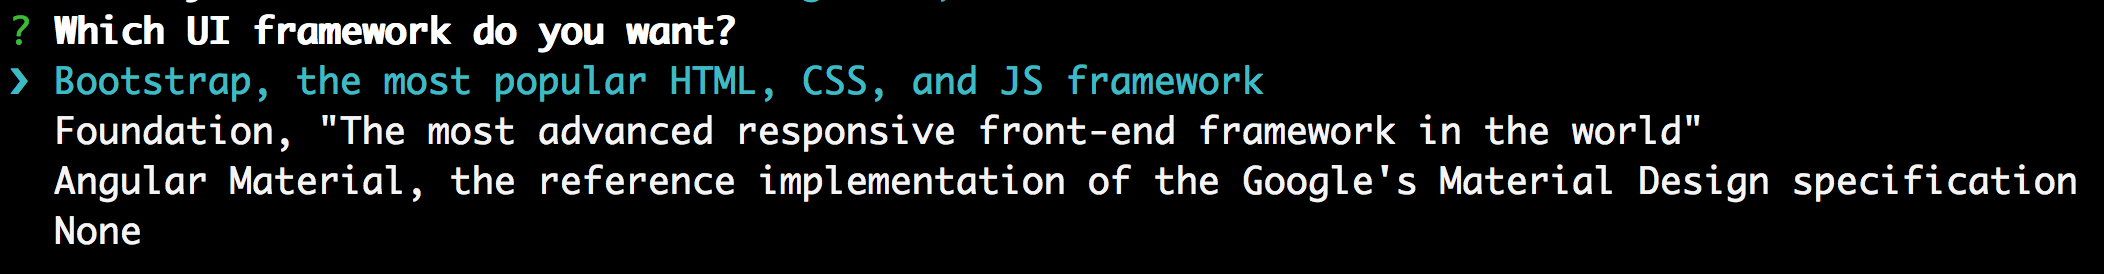 ? Which UI framework do you want?
❯ Bootstrap, the most popular HTML, CSS, and JS framework
Foundation, "The most advanced responsive front-end framework in the world"
Angular Material, the reference implementation of the Google's Material Design specification
None